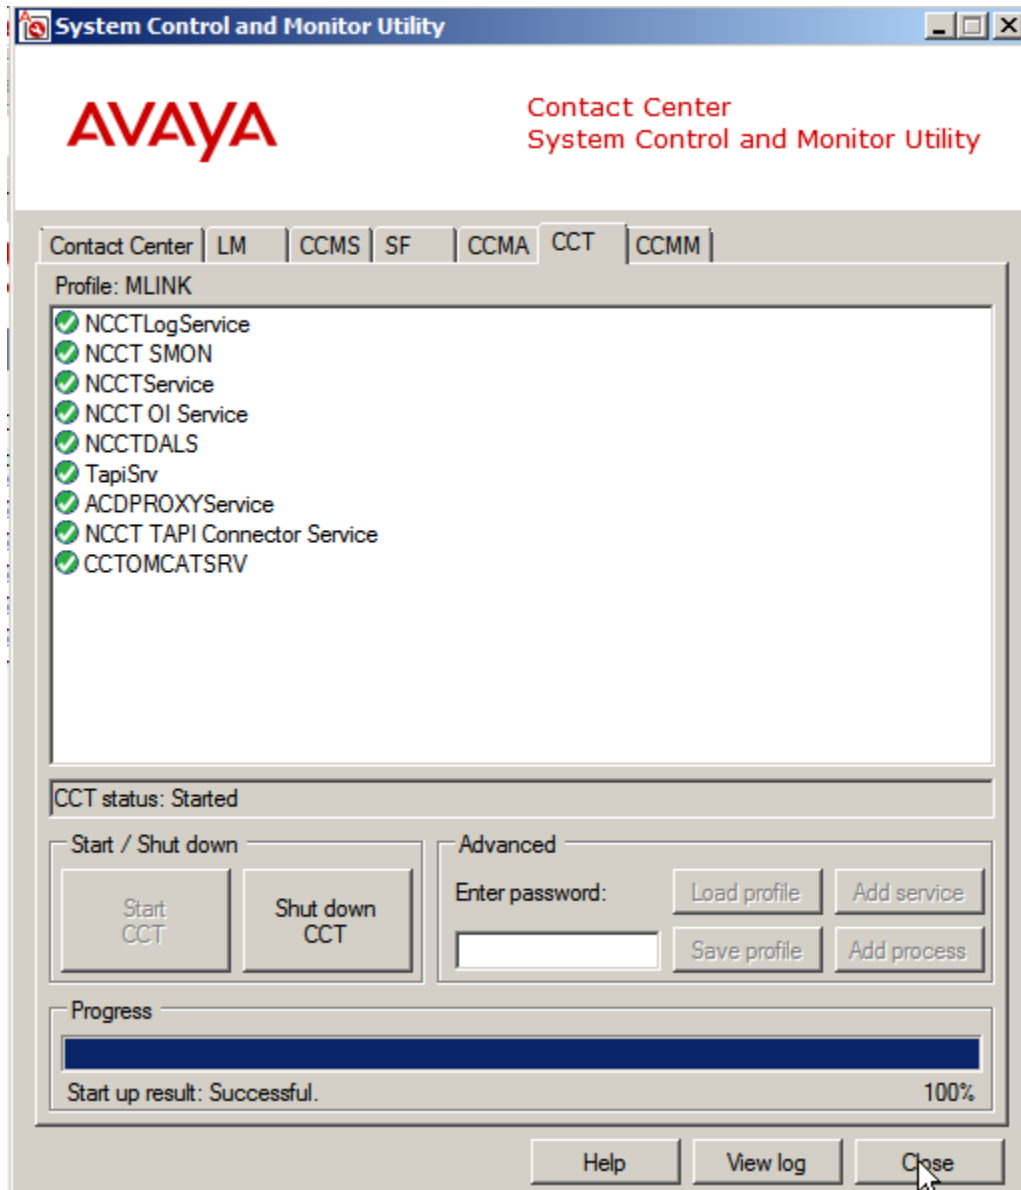 System Control and Monitor Utility
AVAYA
Contact Center
System Control and Monitor Utility
Contact Center LM CCMS SF CCMA CCT CCMM
Profile: MLINK
NCCTLogService
NCCT SMON
NCCTService
NCCT OI Service
NCCTDALS
TapiSrv
ACDPROXYService
NCCT TAPI Connector Service
CCTOMCATSRV
CCT status: Started
Start / Shut down
Start
CCT
Shut down
CCT
Advanced
Enter password:
Load profile
Add service
Save profile
Add process
Progress
Start up result: Successful.
100%
Help
View log
Close